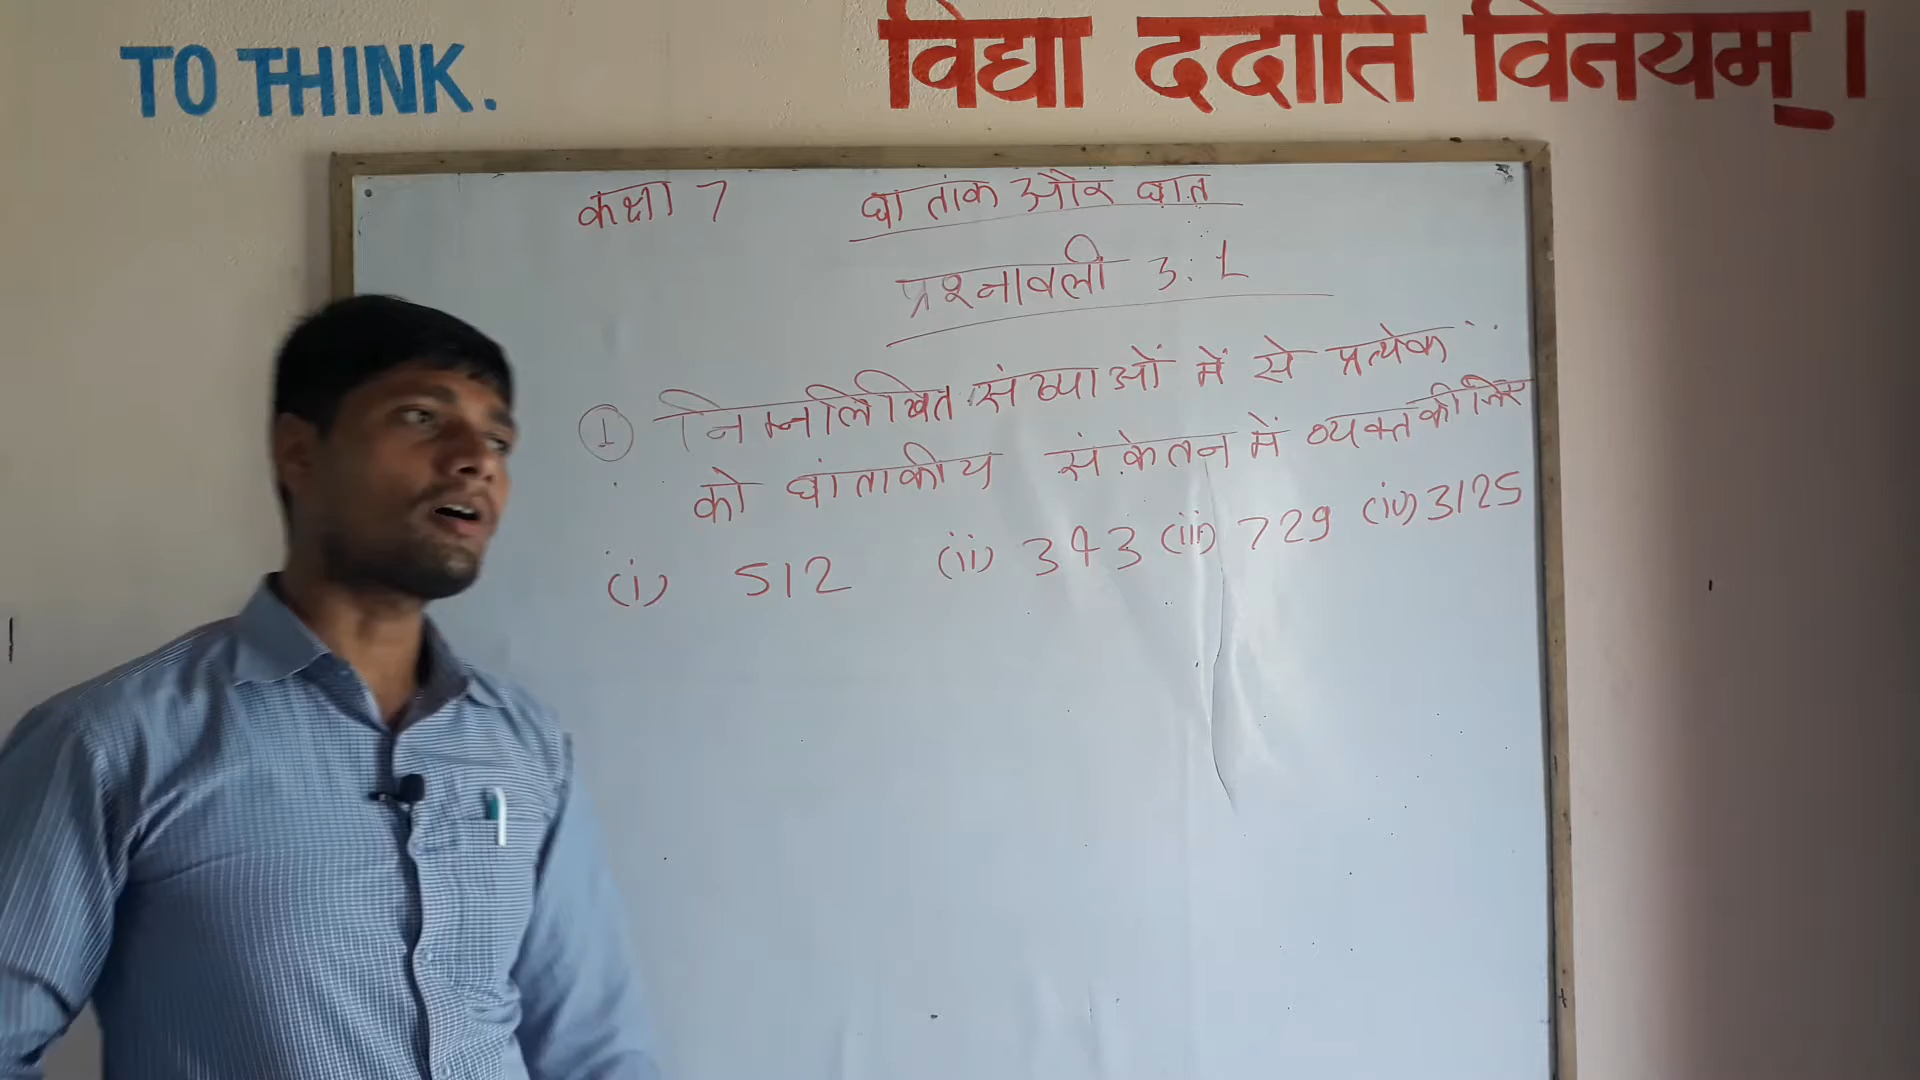 TO THINK.
विद्या ददाति विनयम् ।
कक्षा 7 घातांक और घात
प्रश्नावली 3:1
① निम्नलिखित संख्याओं में से प्रत्येक
को घांताकीय संकेतन में व्यक्त कीजिए
(i) 512 (ii) 343 (iii) 729 (iv) 3125